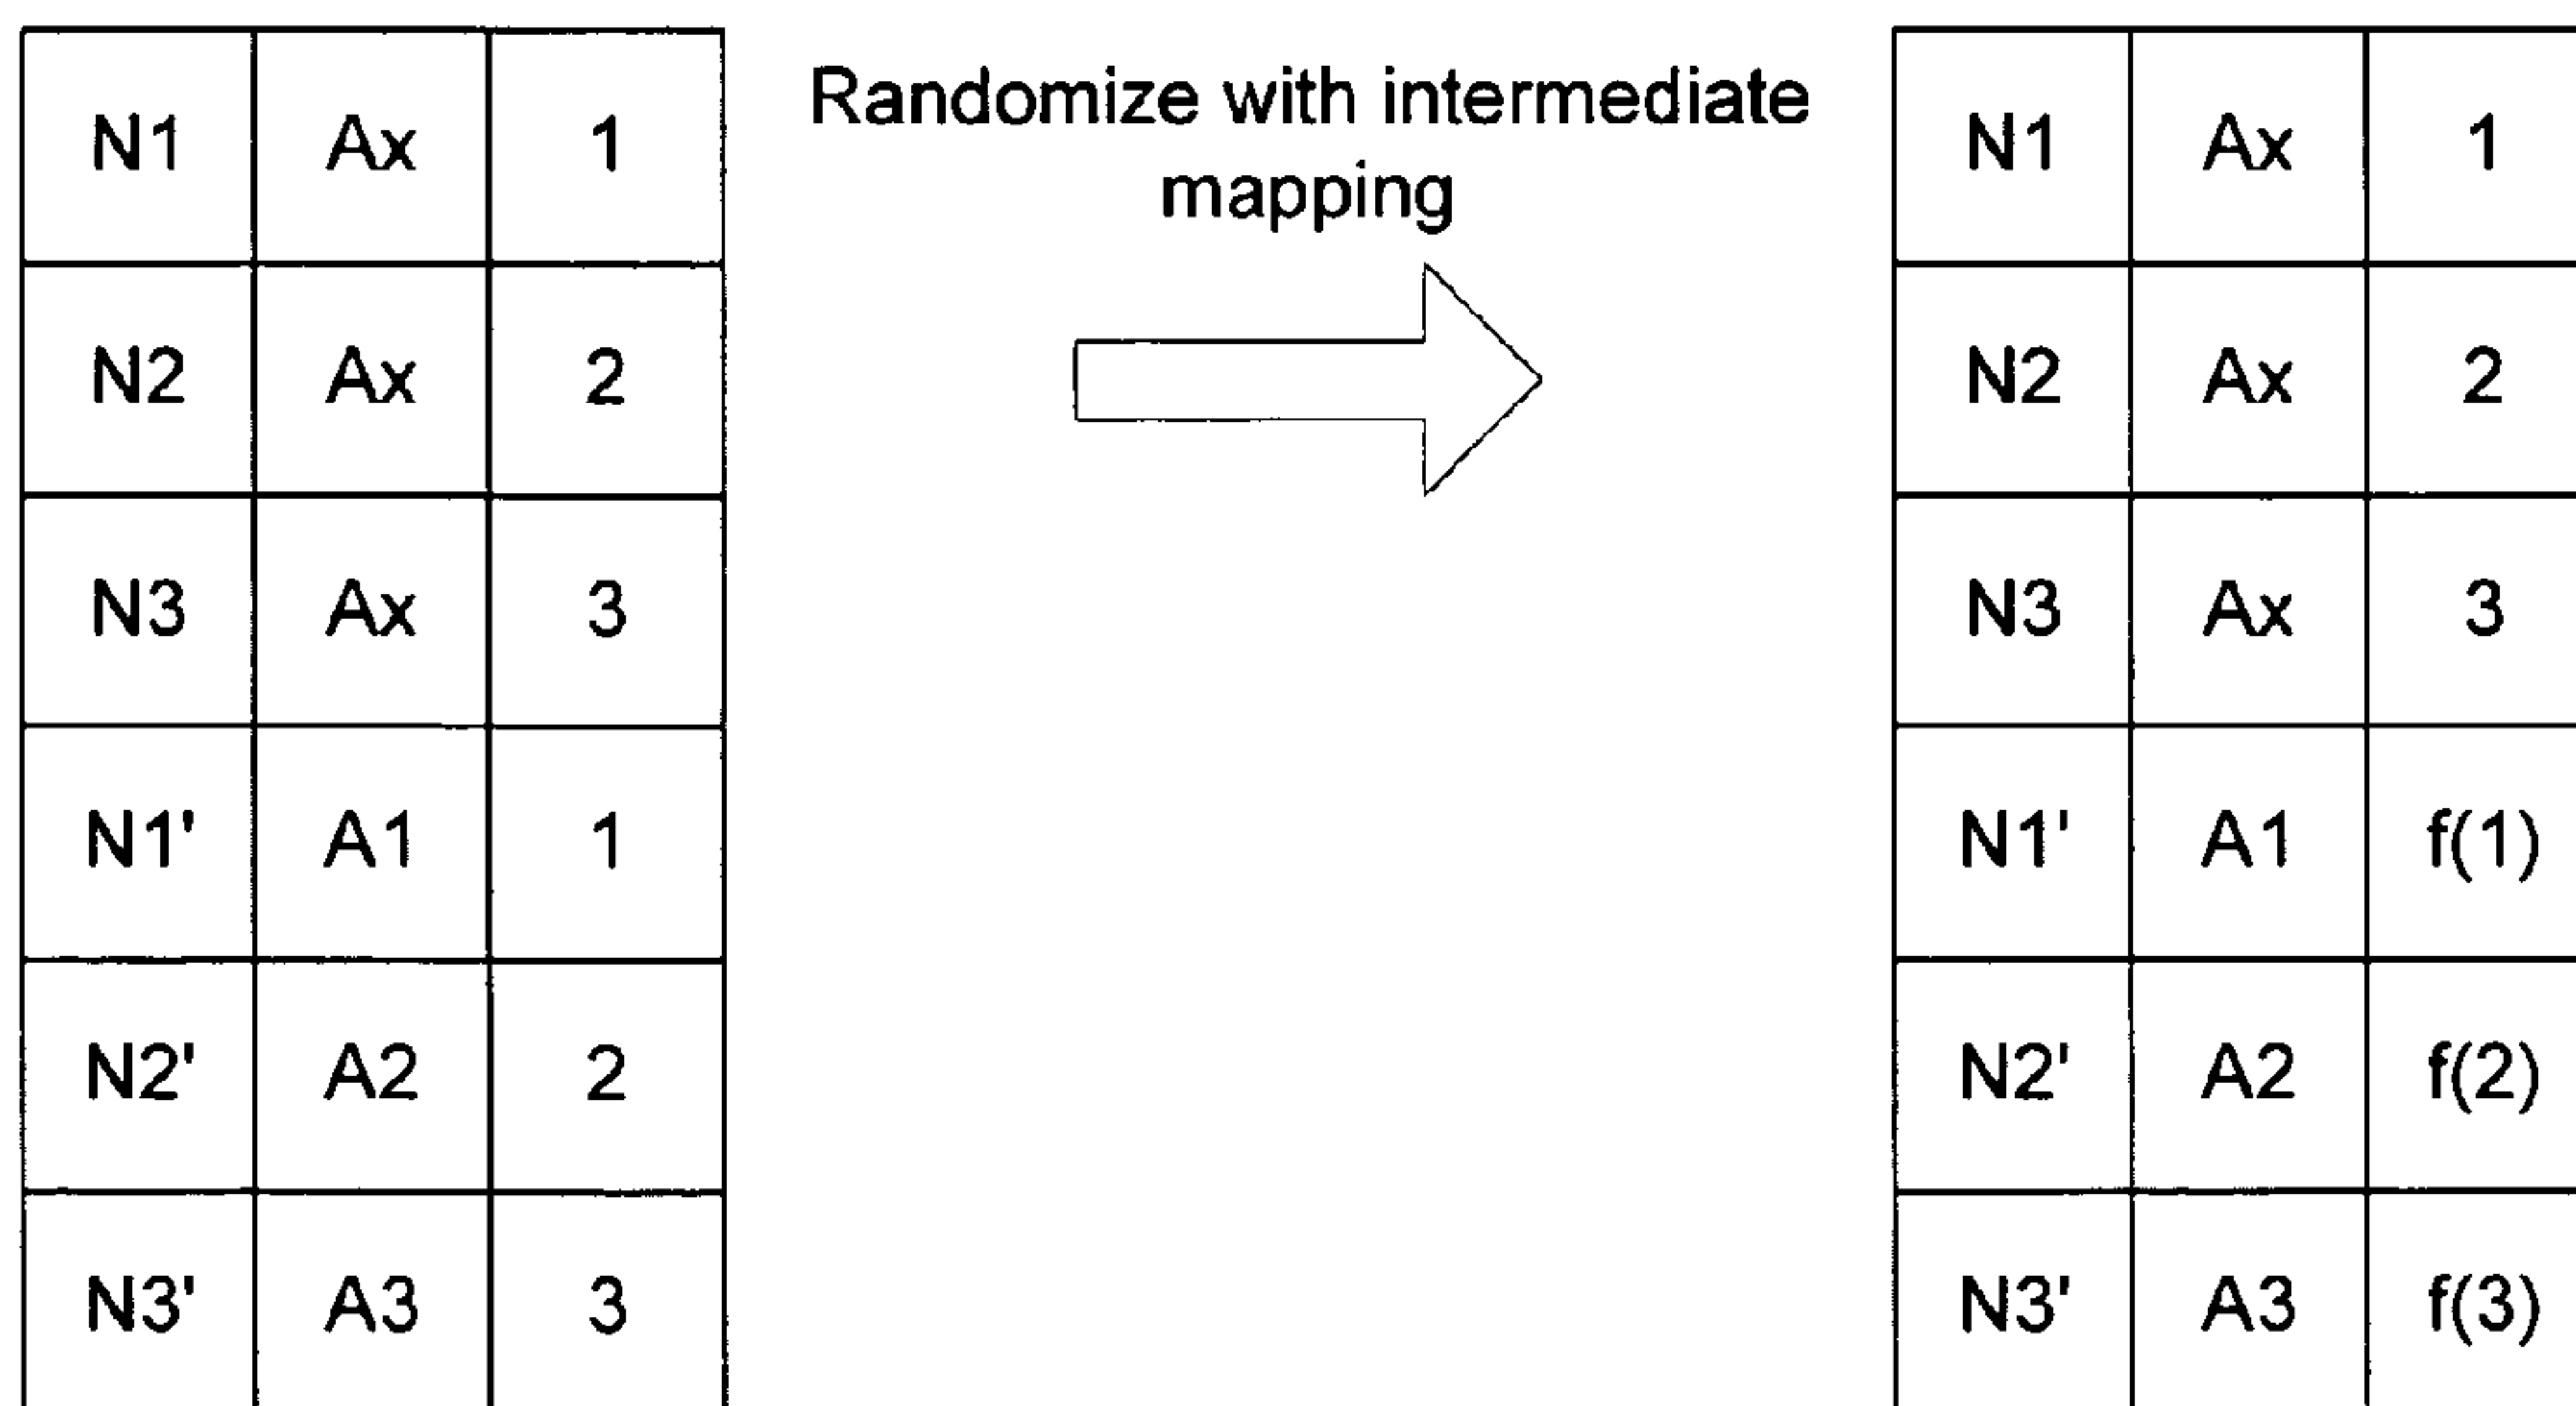 N1 Ax 1
N2 Ax 2
N3 Ax 3
N1' A1 1
N2' A2 2
N3' A3 3
Randomize with intermediate
mapping
N1 Ax 1
N2 Ax 2
N3 Ax 3
N1' A1 f(1)
N2' A2 f(2)
N3' A3 f(3)